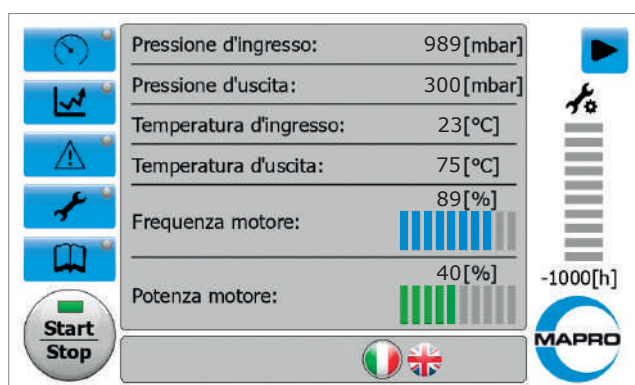 Pressione d'ingresso: 989[mbar]
Pressione d'uscita: 300[mbar]
Temperatura d'ingresso: 23[°C]
Temperatura d'uscita: 75[°C]
89[%]
Frequenza motore:
40[%]
Potenza motore:
-1000[h]
Start
Stop
MAPRO